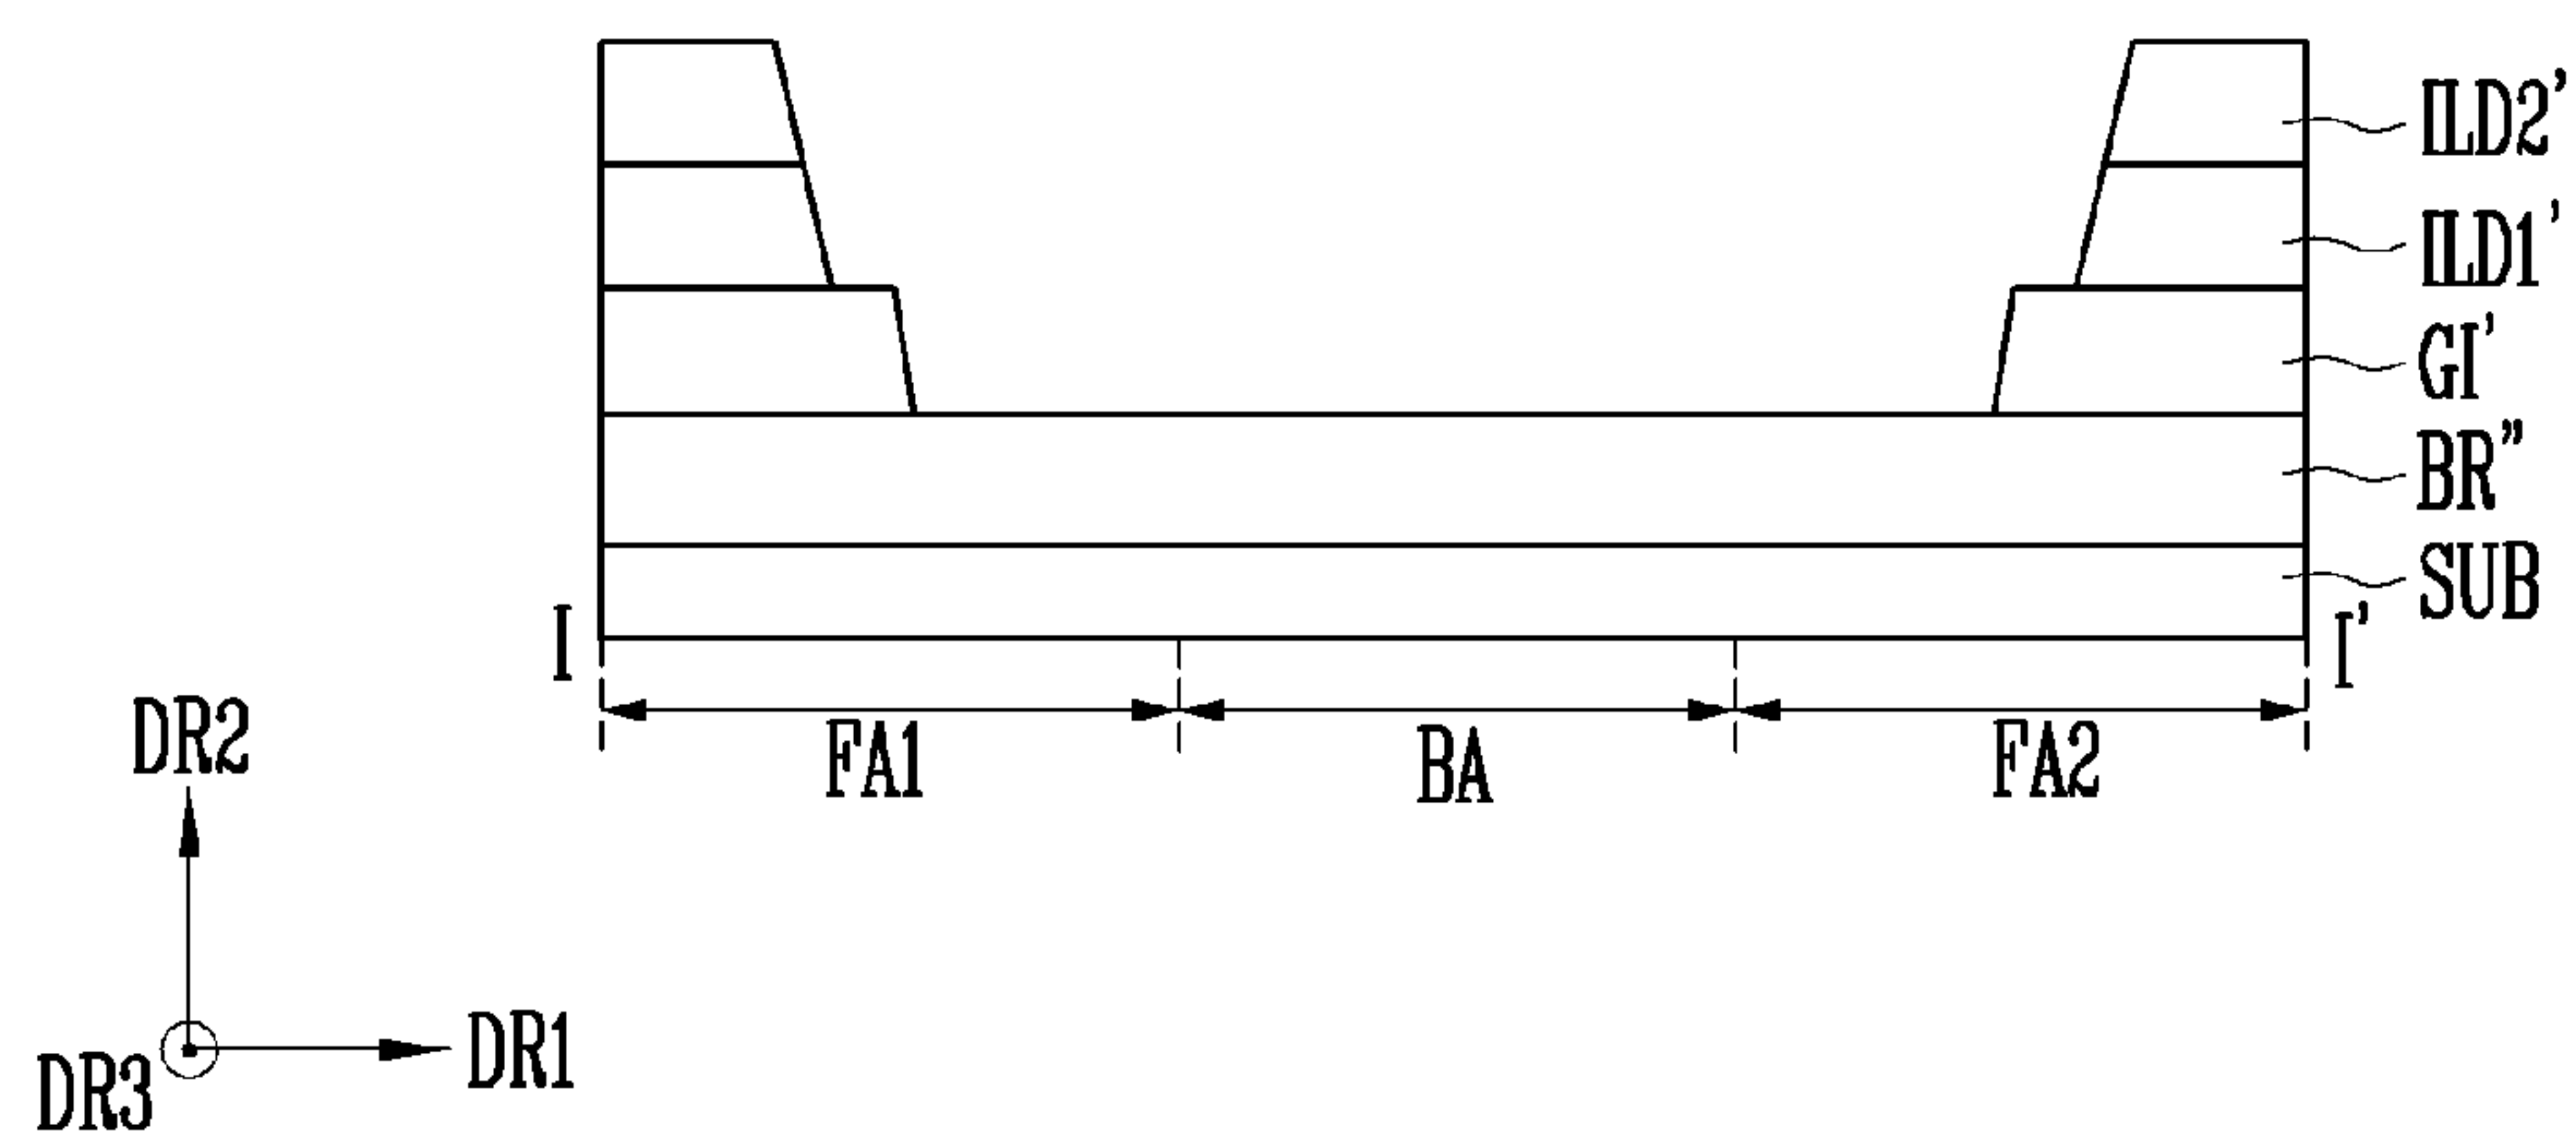 ILD2'
ILD1'
GI'
BR"
SUB
I I'
FA1 BA FA2
DR2
DR3 DR1